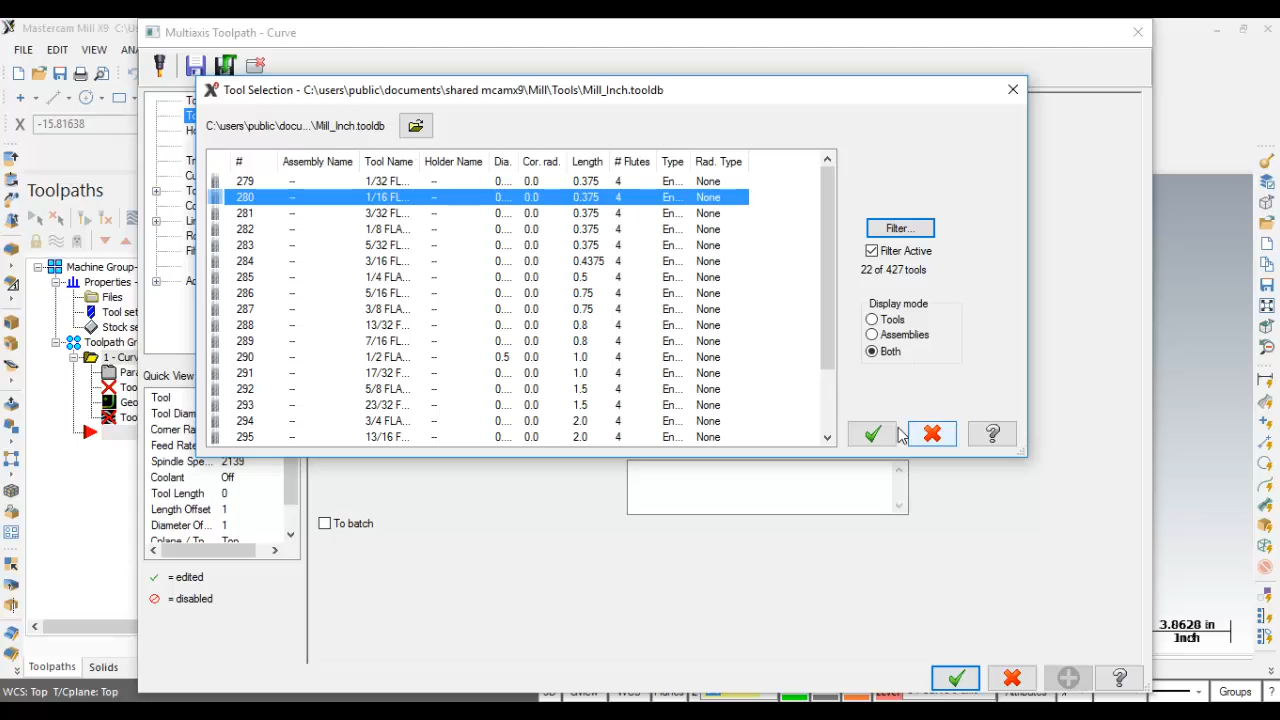 Mastercam Mill X9 C:\U
Multiaxis Toolpath - Curve
FILE EDIT VIEW
Tool Selection - C:\users\public\documents\shared mcamx9\Mill\Tools\Mill_Inch.tooldb
X -15.81638
C:\users\public\docu...\Mill_Inch.tooldb
# Assembly Name Tool Name Holder Name Dia. Cor. rad. Length # Flutes Type Rad. Type
279 -- 1/32 FL... -- 0.... 0.0 0.375 4 En... None
280 -- 1/16 FL... -- 0.... 0.0 0.375 4 En... None
281 -- 3/32 FL... -- 0.... 0.0 0.375 4 En... None
282 -- 1/8 FLA... -- 0.... 0.0 0.375 4 En... None
283 -- 5/32 FL... -- 0.... 0.0 0.375 4 En... None
284 -- 3/16 FL... -- 0.... 0.0 0.4375 4 En... None
285 -- 1/4 FLA... -- 0.... 0.0 0.5 4 En... None
286 -- 5/16 FL... -- 0.... 0.0 0.75 4 En... None
287 -- 3/8 FLA... -- 0.... 0.0 0.75 4 En... None
288 -- 13/32 F... -- 0.... 0.0 0.8 4 En... None
289 -- 7/16 FL... -- 0.... 0.0 0.8 4 En... None
290 -- 1/2 FLA... -- 0.5 0.0 1.0 4 En... None
291 -- 17/32 F... -- 0.... 0.0 1.0 4 En... None
292 -- 5/8 FLA... -- 0.... 0.0 1.5 4 En... None
293 -- 23/32 F... -- 0.... 0.0 1.5 4 En... None
294 -- 3/4 FLA... -- 0.... 0.0 2.0 4 En... None
295 -- 13/16 F... -- 0.... 0.0 2.0 4 En... None
Filter...
Filter Active
22 of 427 tools
Display mode
Tools
Assemblies
Both
Toolpaths
Machine Group-
Properties -
Files
Tool set
Stock se
Toolpath Gr
1 - Curv
Para
Too
Geo
Too
Quick View
Tool
Tool Diam
Corner Ra
Feed Rate
Spindle Spe... 2139
Coolant Off
Tool Length 0
Length Offset 1
Diameter Of... 1
Cplane / Tp... Top
= edited
= disabled
To batch
3.8628 in
Inch
Toolpaths Solids
WCS: Top T/Cplane: Top
3D Gview WCS Planes Z Level Attributes Groups ?